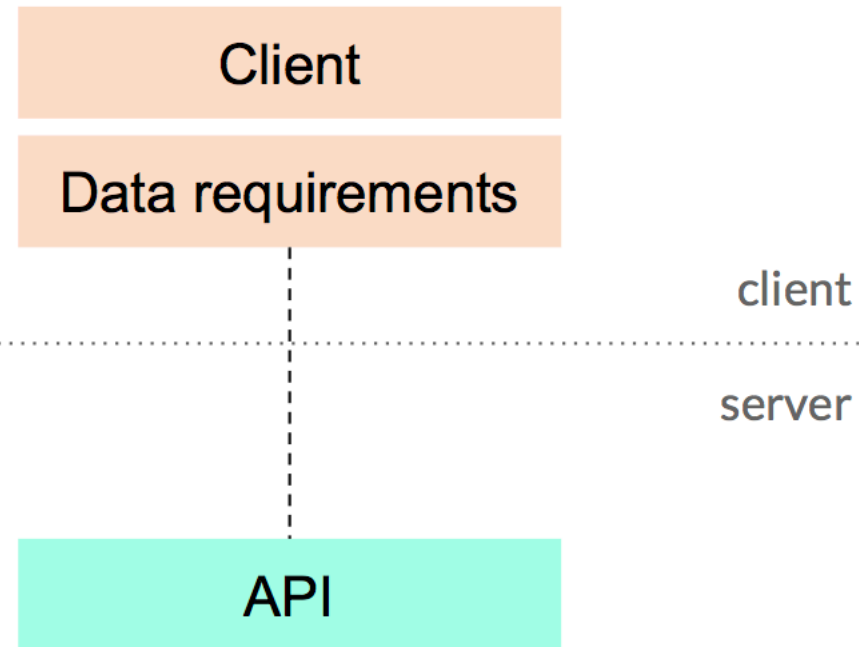 Client
Data requirements
client
server
API